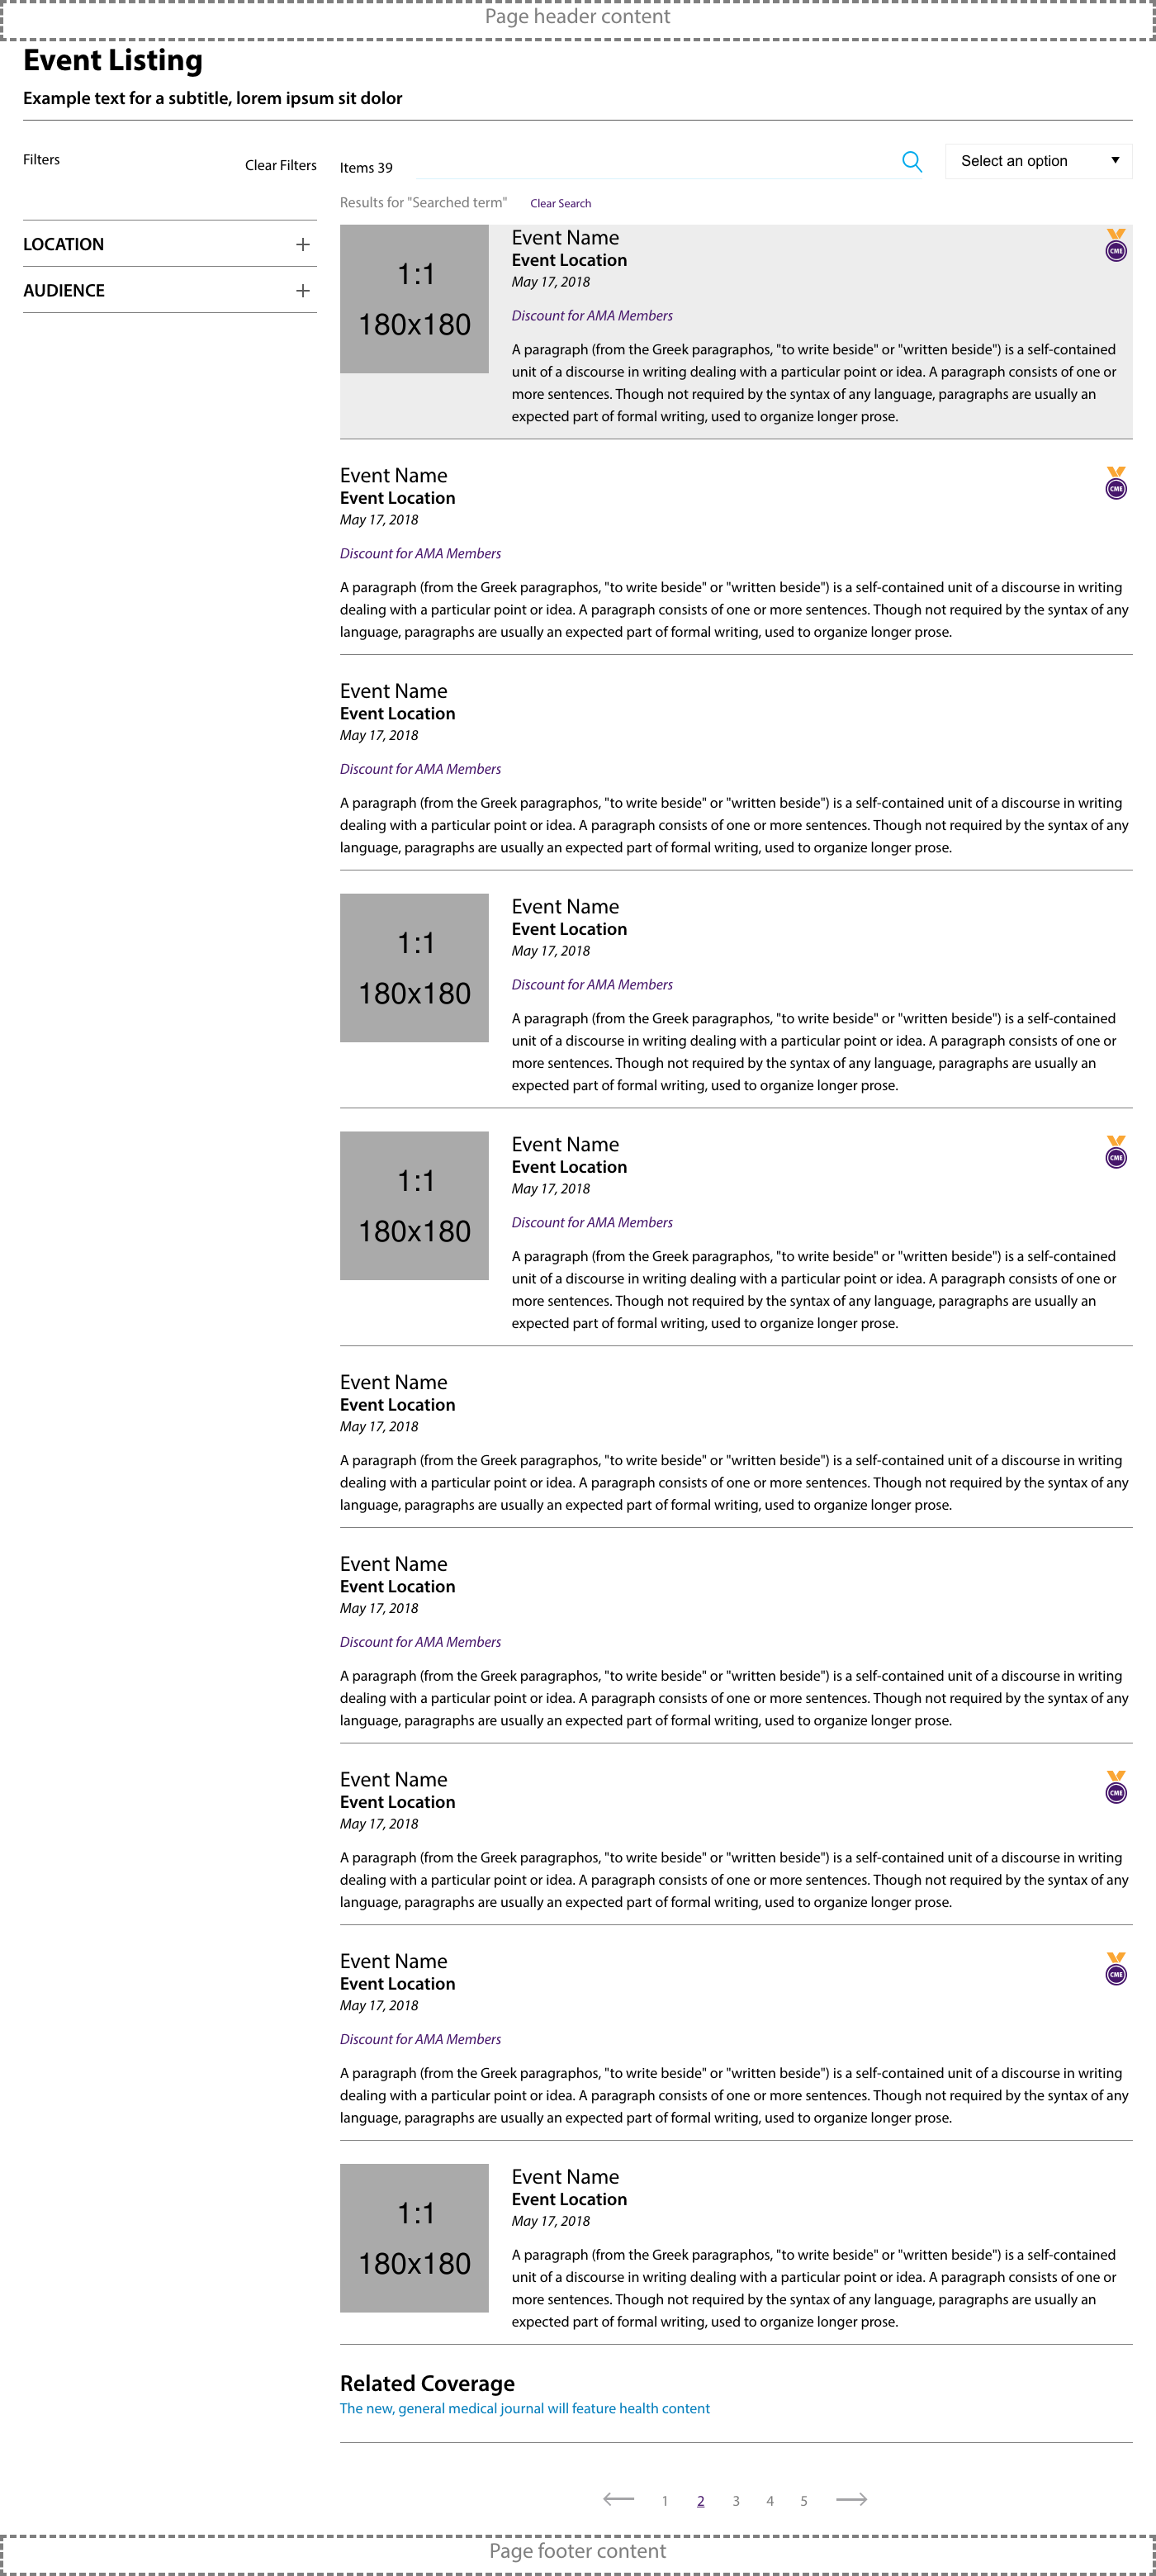 Page header content
Event Listing
Example text for a subtitle, lorem ipsum sit dolor
Filters
Clear Filters
LOCATION
AUDIENCE
Items 39
Select an option
Results for "Searched term" Clear Search
1:1
180x180
Event Name
CME
Event Location
May 17, 2018
Discount for AMA Members
A paragraph (from the Greek paragraphos, "to write beside" or "written beside") is a self-contained
unit of a discourse in writing dealing with a particular point or idea. A paragraph consists of one or
more sentences. Though not required by the syntax of any language, paragraphs are usually an
expected part of formal writing, used to organize longer prose.
Event Name
CME
Event Location
May 17, 2018
Discount for AMA Members
A paragraph (from the Greek paragraphos, "to write beside" or "written beside") is a self-contained unit of a discourse in writing
dealing with a particular point or idea. A paragraph consists of one or more sentences. Though not required by the syntax of any
language, paragraphs are usually an expected part of formal writing, used to organize longer prose.
Event Name
Event Location
May 17, 2018
Discount for AMA Members
A paragraph (from the Greek paragraphos, "to write beside" or "written beside") is a self-contained unit of a discourse in writing
dealing with a particular point or idea. A paragraph consists of one or more sentences. Though not required by the syntax of any
language, paragraphs are usually an expected part of formal writing, used to organize longer prose.
1:1
180x180
Event Name
Event Location
May 17, 2018
Discount for AMA Members
A paragraph (from the Greek paragraphos, "to write beside" or "written beside") is a self-contained
unit of a discourse in writing dealing with a particular point or idea. A paragraph consists of one or
more sentences. Though not required by the syntax of any language, paragraphs are usually an
expected part of formal writing, used to organize longer prose.
1:1
180x180
Event Name
CME
Event Location
May 17, 2018
Discount for AMA Members
A paragraph (from the Greek paragraphos, "to write beside" or "written beside") is a self-contained
unit of a discourse in writing dealing with a particular point or idea. A paragraph consists of one or
more sentences. Though not required by the syntax of any language, paragraphs are usually an
expected part of formal writing, used to organize longer prose.
Event Name
Event Location
May 17, 2018
A paragraph (from the Greek paragraphos, "to write beside" or "written beside") is a self-contained unit of a discourse in writing
dealing with a particular point or idea. A paragraph consists of one or more sentences. Though not required by the syntax of any
language, paragraphs are usually an expected part of formal writing, used to organize longer prose.
Event Name
Event Location
May 17, 2018
Discount for AMA Members
A paragraph (from the Greek paragraphos, "to write beside" or "written beside") is a self-contained unit of a discourse in writing
dealing with a particular point or idea. A paragraph consists of one or more sentences. Though not required by the syntax of any
language, paragraphs are usually an expected part of formal writing, used to organize longer prose.
Event Name
CME
Event Location
May 17, 2018
A paragraph (from the Greek paragraphos, "to write beside" or "written beside") is a self-contained unit of a discourse in writing
dealing with a particular point or idea. A paragraph consists of one or more sentences. Though not required by the syntax of any
language, paragraphs are usually an expected part of formal writing, used to organize longer prose.
Event Name
CME
Event Location
May 17, 2018
Discount for AMA Members
A paragraph (from the Greek paragraphos, "to write beside" or "written beside") is a self-contained unit of a discourse in writing
dealing with a particular point or idea. A paragraph consists of one or more sentences. Though not required by the syntax of any
language, paragraphs are usually an expected part of formal writing, used to organize longer prose.
1:1
180x180
Event Name
Event Location
May 17, 2018
A paragraph (from the Greek paragraphos, "to write beside" or "written beside") is a self-contained
unit of a discourse in writing dealing with a particular point or idea. A paragraph consists of one or
more sentences. Though not required by the syntax of any language, paragraphs are usually an
expected part of formal writing, used to organize longer prose.
Related Coverage
The new, general medical journal will feature health content
1 2 3 4 5
Page footer content